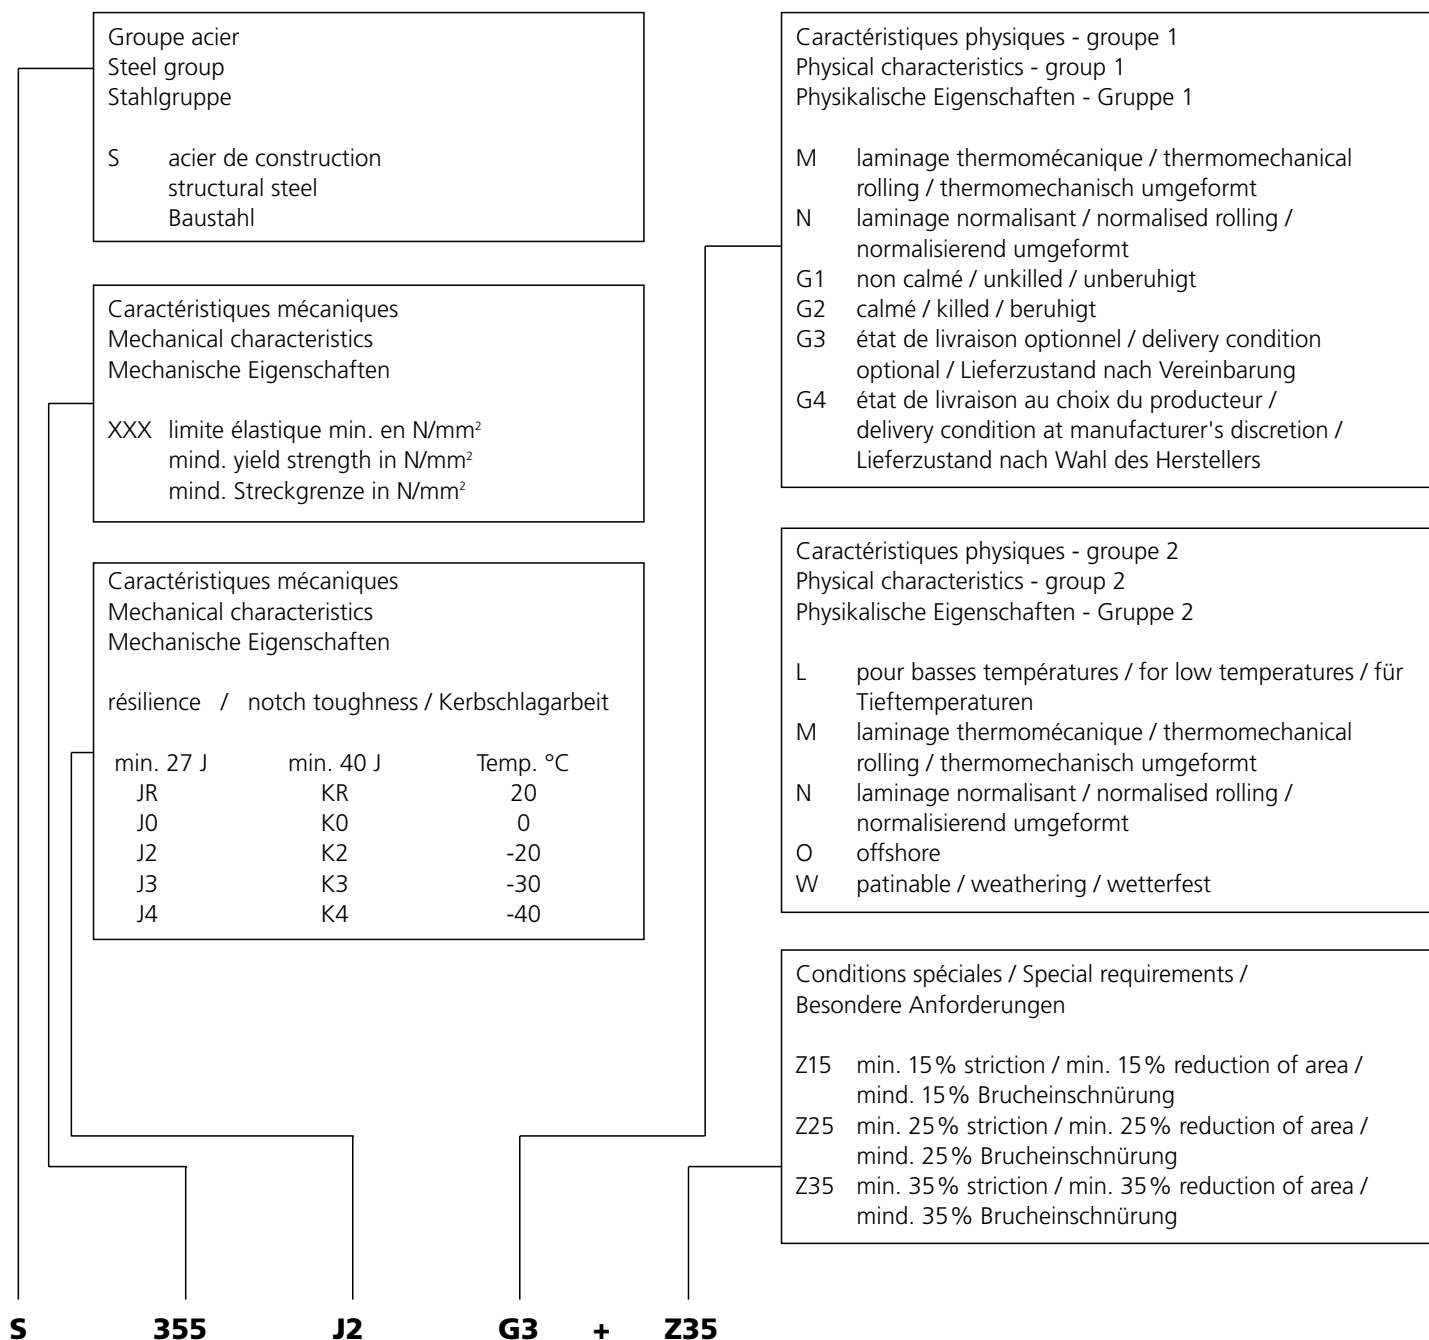 Groupe acier
Steel group
Stahlgruppe
S acier de construction
structural steel
Baustahl
Caractéristiques mécaniques
Mechanical characteristics
Mechanische Eigenschaften
XXX limite élastique min. en N/mm²
mind. yield strength in N/mm²
mind. Streckgrenze in N/mm²
Caractéristiques mécaniques
Mechanical characteristics
Mechanische Eigenschaften
résilience / notch toughness / Kerbschlagarbeit
min. 27 J min. 40 J Temp. °C
JR KR 20
J0 K0 0
J2 K2 -20
J3 K3 -30
J4 K4 -40
Caractéristiques physiques - groupe 1
Physical characteristics - group 1
Physikalische Eigenschaften - Gruppe 1
M laminage thermomécanique / thermomechanical
rolling / thermomechanisch umgeformt
N laminage normalisant / normalised rolling /
normalisierend umgeformt
G1 non calmé / unkilled / unberuhigt
G2 calmé / killed / beruhigt
G3 état de livraison optionnel / delivery condition
optional / Lieferzustand nach Vereinbarung
G4 état de livraison au choix du producteur /
delivery condition at manufacturer's discretion /
Lieferzustand nach Wahl des Herstellers
Caractéristiques physiques - groupe 2
Physical characteristics - group 2
Physikalische Eigenschaften - Gruppe 2
L pour basses températures / for low temperatures / für
Tieftemperaturen
M laminage thermomécanique / thermomechanical
rolling / thermomechanisch umgeformt
N laminage normalisant / normalised rolling /
normalisierend umgeformt
O offshore
W patinable / weathering / wetterfest
Conditions spéciales / Special requirements /
Besondere Anforderungen
Z15 min. 15% striction / min. 15% reduction of area /
mind. 15% Brucheinschnürung
Z25 min. 25% striction / min. 25% reduction of area /
mind. 25% Brucheinschnürung
Z35 min. 35% striction / min. 35% reduction of area /
mind. 35% Brucheinschnürung
S 355 J2 G3 + Z35